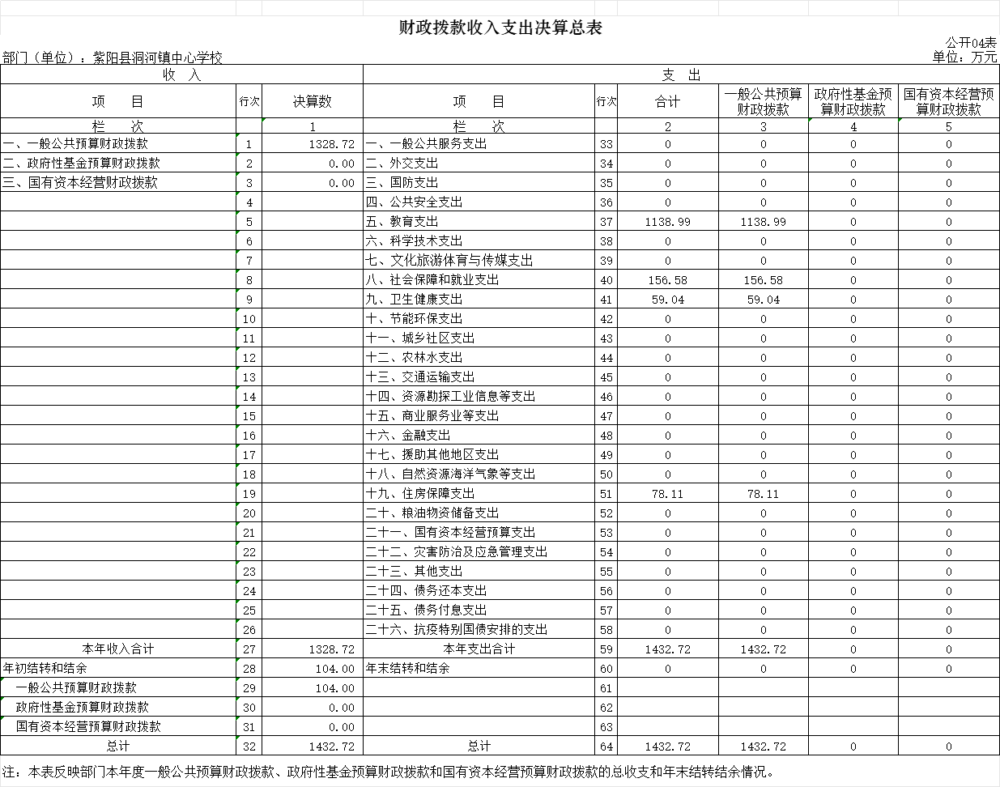 财政拨款收入支出决算总表
公开04表
部门（单位）：紫阳县洞河镇中心学校 单位：万元
收 入 支 出
项 目 行次 决算数 项 目 行次 合计 一般公共预算财政拨款 政府性基金预算财政拨款 国有资本经营预算财政拨款
栏 次 1 栏 次 2 3 4 5
一、一般公共预算财政拨款 1 1328.72 一、一般公共服务支出 33 0 0 0 0
二、政府性基金预算财政拨款 2 0.00 二、外交支出 34 0 0 0 0
三、国有资本经营财政拨款 3 0.00 三、国防支出 35 0 0 0 0
4 四、公共安全支出 36 0 0 0 0
5 五、教育支出 37 1138.99 1138.99 0 0
6 六、科学技术支出 38 0 0 0 0
7 七、文化旅游体育与传媒支出 39 0 0 0 0
8 八、社会保障和就业支出 40 156.58 156.58 0 0
9 九、卫生健康支出 41 59.04 59.04 0 0
10 十、节能环保支出 42 0 0 0 0
11 十一、城乡社区支出 43 0 0 0 0
12 十二、农林水支出 44 0 0 0 0
13 十三、交通运输支出 45 0 0 0 0
14 十四、资源勘探工业信息等支出 46 0 0 0 0
15 十五、商业服务业等支出 47 0 0 0 0
16 十六、金融支出 48 0 0 0 0
17 十七、援助其他地区支出 49 0 0 0 0
18 十八、自然资源海洋气象等支出 50 0 0 0 0
19 十九、住房保障支出 51 78.11 78.11 0 0
20 二十、粮油物资储备支出 52 0 0 0 0
21 二十一、国有资本经营预算支出 53 0 0 0 0
22 二十二、灾害防治及应急管理支出 54 0 0 0 0
23 二十三、其他支出 55 0 0 0 0
24 二十四、债务还本支出 56 0 0 0 0
25 二十五、债务付息支出 57 0 0 0 0
26 二十六、抗疫特别国债安排的支出 58 0 0 0 0
本年收入合计 27 1328.72 本年支出合计 59 1432.72 1432.72 0 0
年初结转和结余 28 104.00 年末结转和结余 60 0 0 0 0
一般公共预算财政拨款 29 104.00 61
政府性基金预算财政拨款 30 0.00 62
国有资本经营预算财政拨款 31 0.00 63
总计 32 1432.72 总计 64 1432.72 1432.72 0 0
注：本表反映部门本年度一般公共预算财政拨款、政府性基金预算财政拨款和国有资本经营预算财政拨款的总收支和年末结转结余情况。